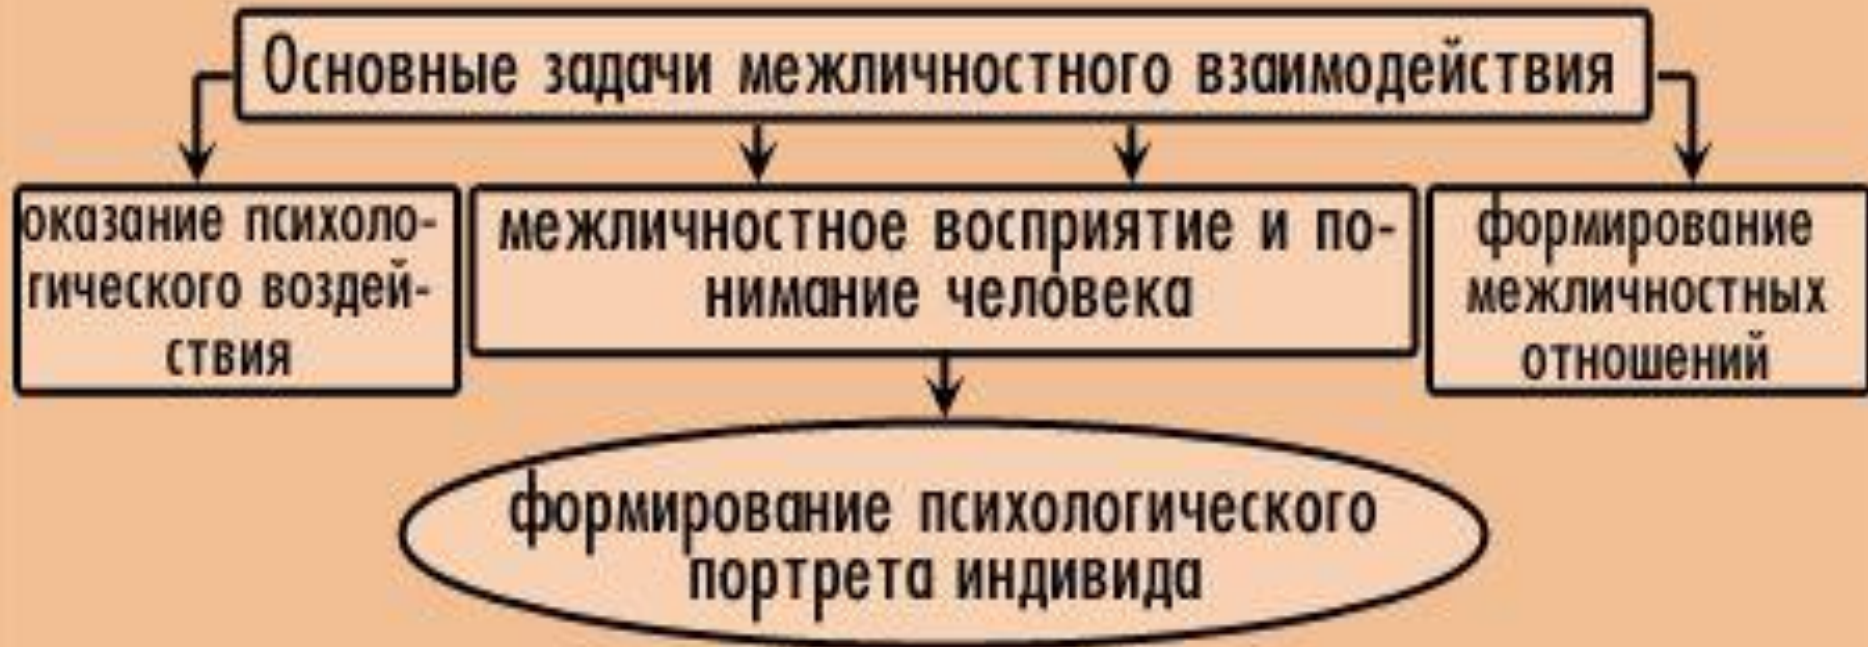 Основные задачи межличностного взаимодействия
оказание психоло-
гического воздей-
ствия
межличностное восприятие и по-
нимание человека
формирование
межличностных
отношений
формирование психологического
портрета индивида